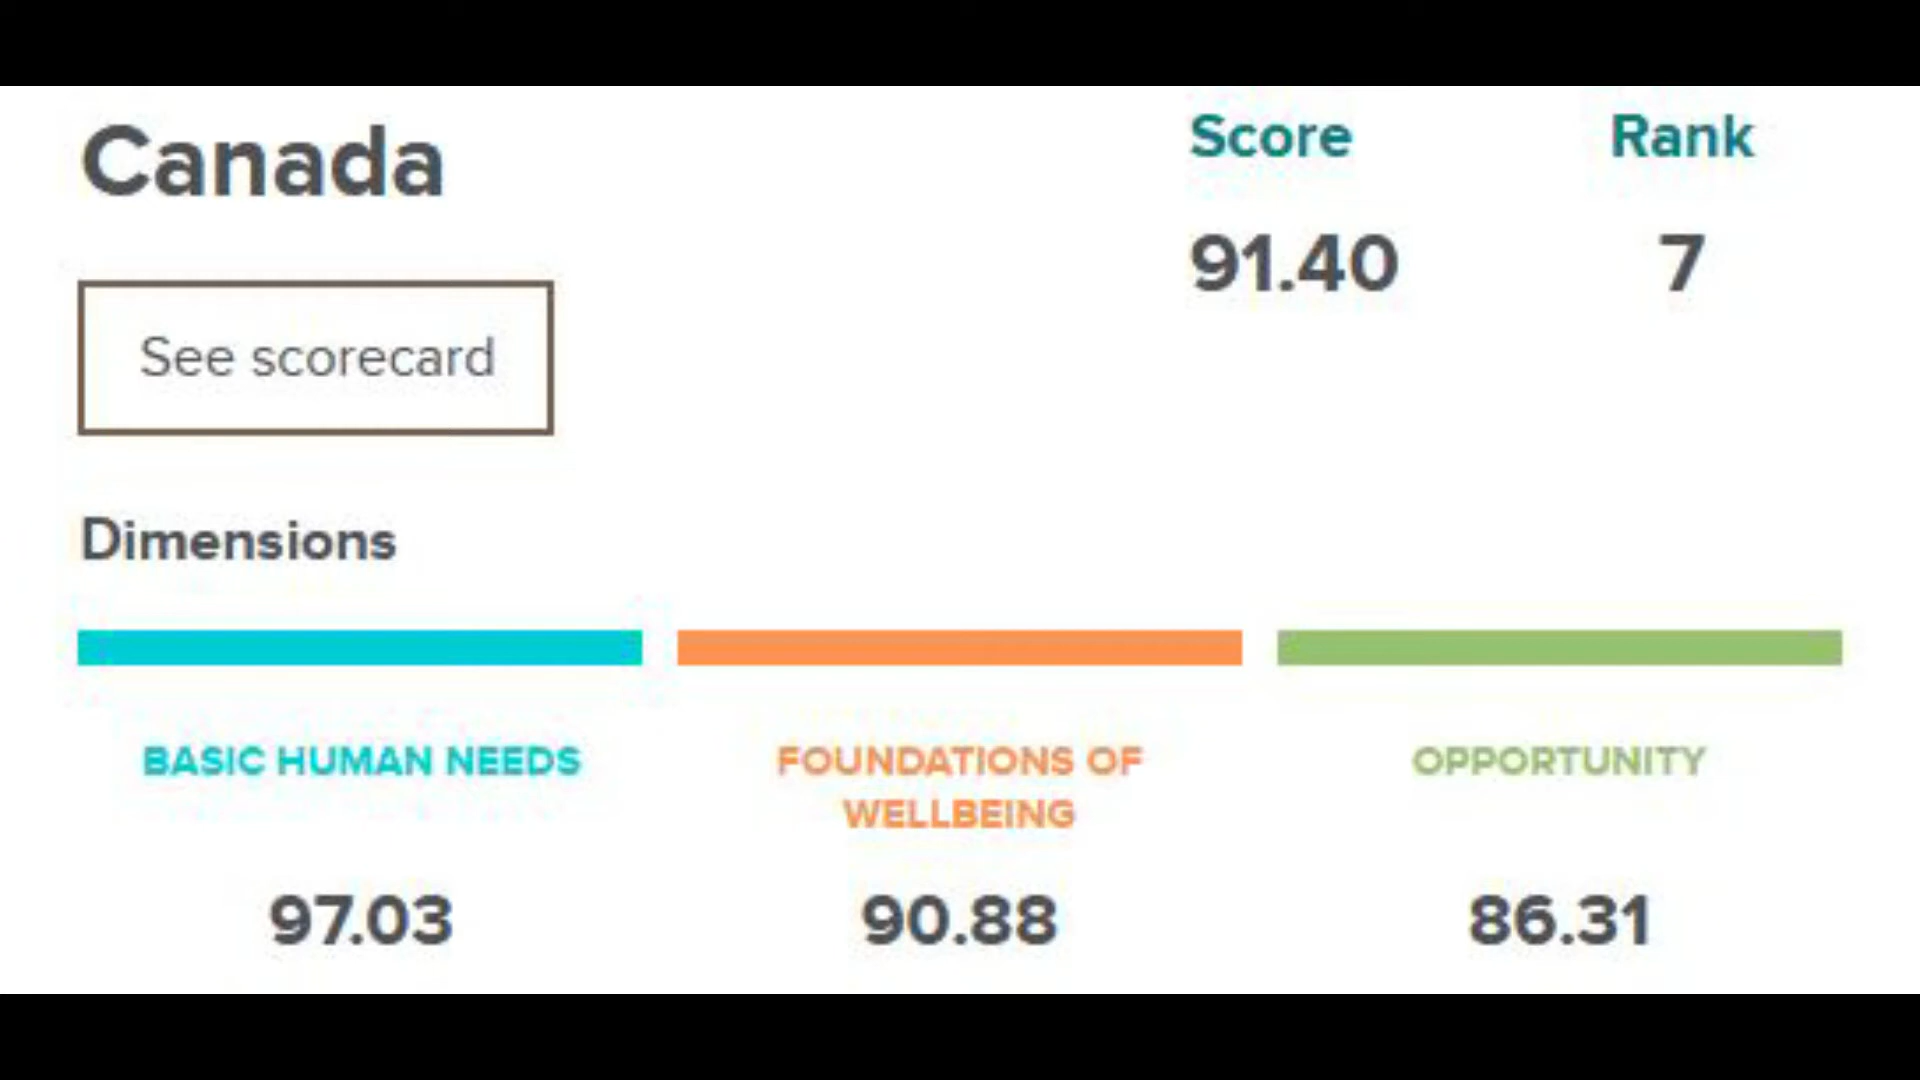 Canada
Score
Rank
91.40
7
See scorecard
Dimensions
BASIC HUMAN NEEDS
FOUNDATIONS OF
WELLBEING
OPPORTUNITY
97.03
90.88
86.31